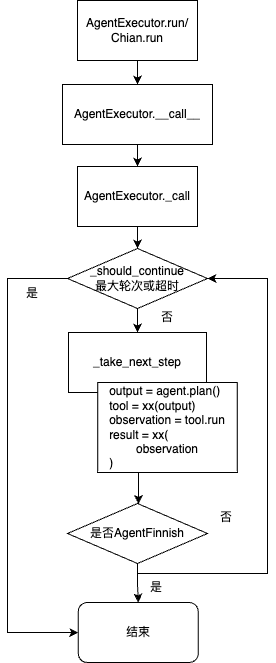 AgentExecutor.run/
Chian.run
AgentExecutor.__call__
AgentExecutor._call
_should_continue
最大轮次或超时
是
否
_take_next_step
output = agent.plan()
tool = xx(output)
observation = tool.run
result = xx(
observation
)
否
是否AgentFinnish
是
结束